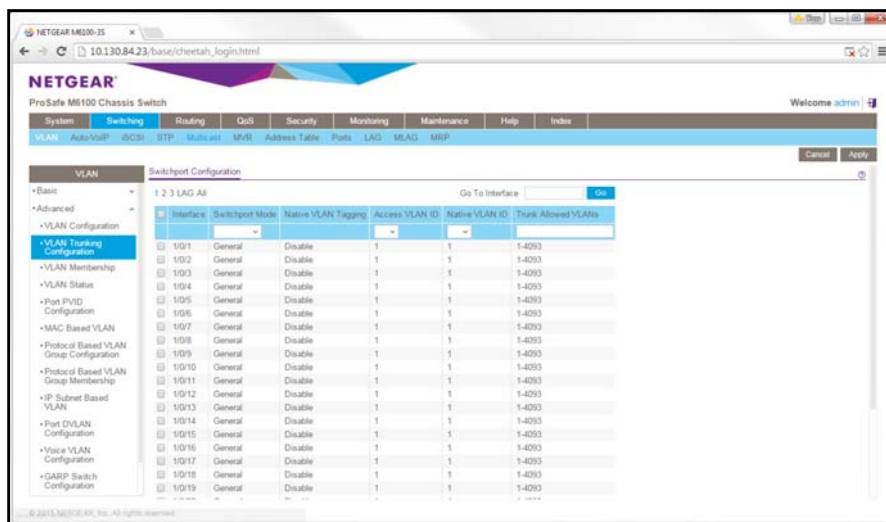 NETGEAR M6100-3S
10.130.84.23/base/cheetah_login.html
NETGEAR®
ProSafe M6100 Chassis Switch
Welcome admin
System Switching Routing QoS Security Monitoring Maintenance Help Index
VLAN Auto-VoIP iSCSI STP Multicast MVR Address Table Ports LAG MLAG MRP
Cancel Apply
VLAN
Switchport Configuration
•Basic
•Advanced
•VLAN Configuration
•VLAN Trunking
Configuration
•VLAN Membership
•VLAN Status
•Port PVID
Configuration
•MAC Based VLAN
•Protocol Based VLAN
Group Configuration
•Protocol Based VLAN
Group Membership
•IP Subnet Based
VLAN
•Port DVLAN
Configuration
•Voice VLAN
Configuration
•GARP Switch
Configuration
1 2 3 LAG All Go To Interface Go
Interface Switchport Mode Native VLAN Tagging Access VLAN ID Native VLAN ID Trunk Allowed VLANs
1/0/1 General Disable 1 1 1-4093
1/0/2 General Disable 1 1 1-4093
1/0/3 General Disable 1 1 1-4093
1/0/4 General Disable 1 1 1-4093
1/0/5 General Disable 1 1 1-4093
1/0/6 General Disable 1 1 1-4093
1/0/7 General Disable 1 1 1-4093
1/0/8 General Disable 1 1 1-4093
1/0/9 General Disable 1 1 1-4093
1/0/10 General Disable 1 1 1-4093
1/0/11 General Disable 1 1 1-4093
1/0/12 General Disable 1 1 1-4093
1/0/13 General Disable 1 1 1-4093
1/0/14 General Disable 1 1 1-4093
1/0/15 General Disable 1 1 1-4093
1/0/16 General Disable 1 1 1-4093
1/0/17 General Disable 1 1 1-4093
1/0/18 General Disable 1 1 1-4093
1/0/19 General Disable 1 1 1-4093
© 2015 NETGEAR, Inc. All rights reserved